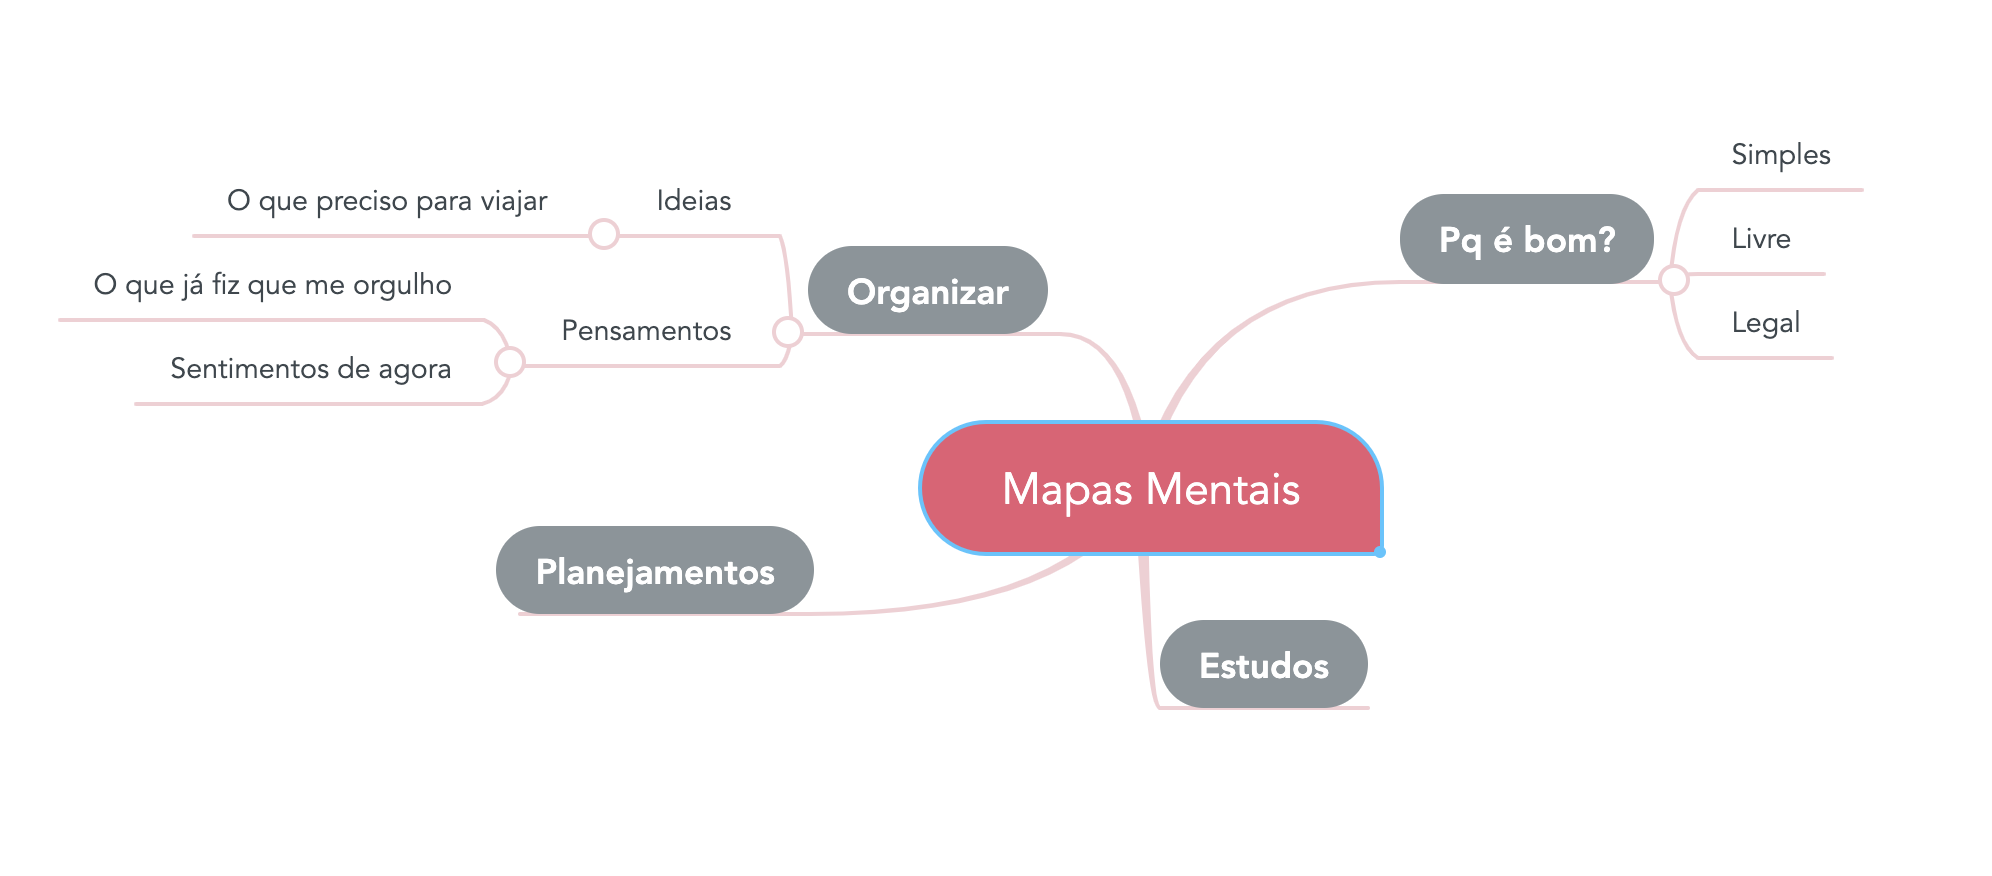 Mapas Mentais
Pq é bom?
Simples
Livre
Legal
Organizar
Ideias
O que preciso para viajar
Pensamentos
O que já fiz que me orgulho
Sentimentos de agora
Planejamentos
Estudos